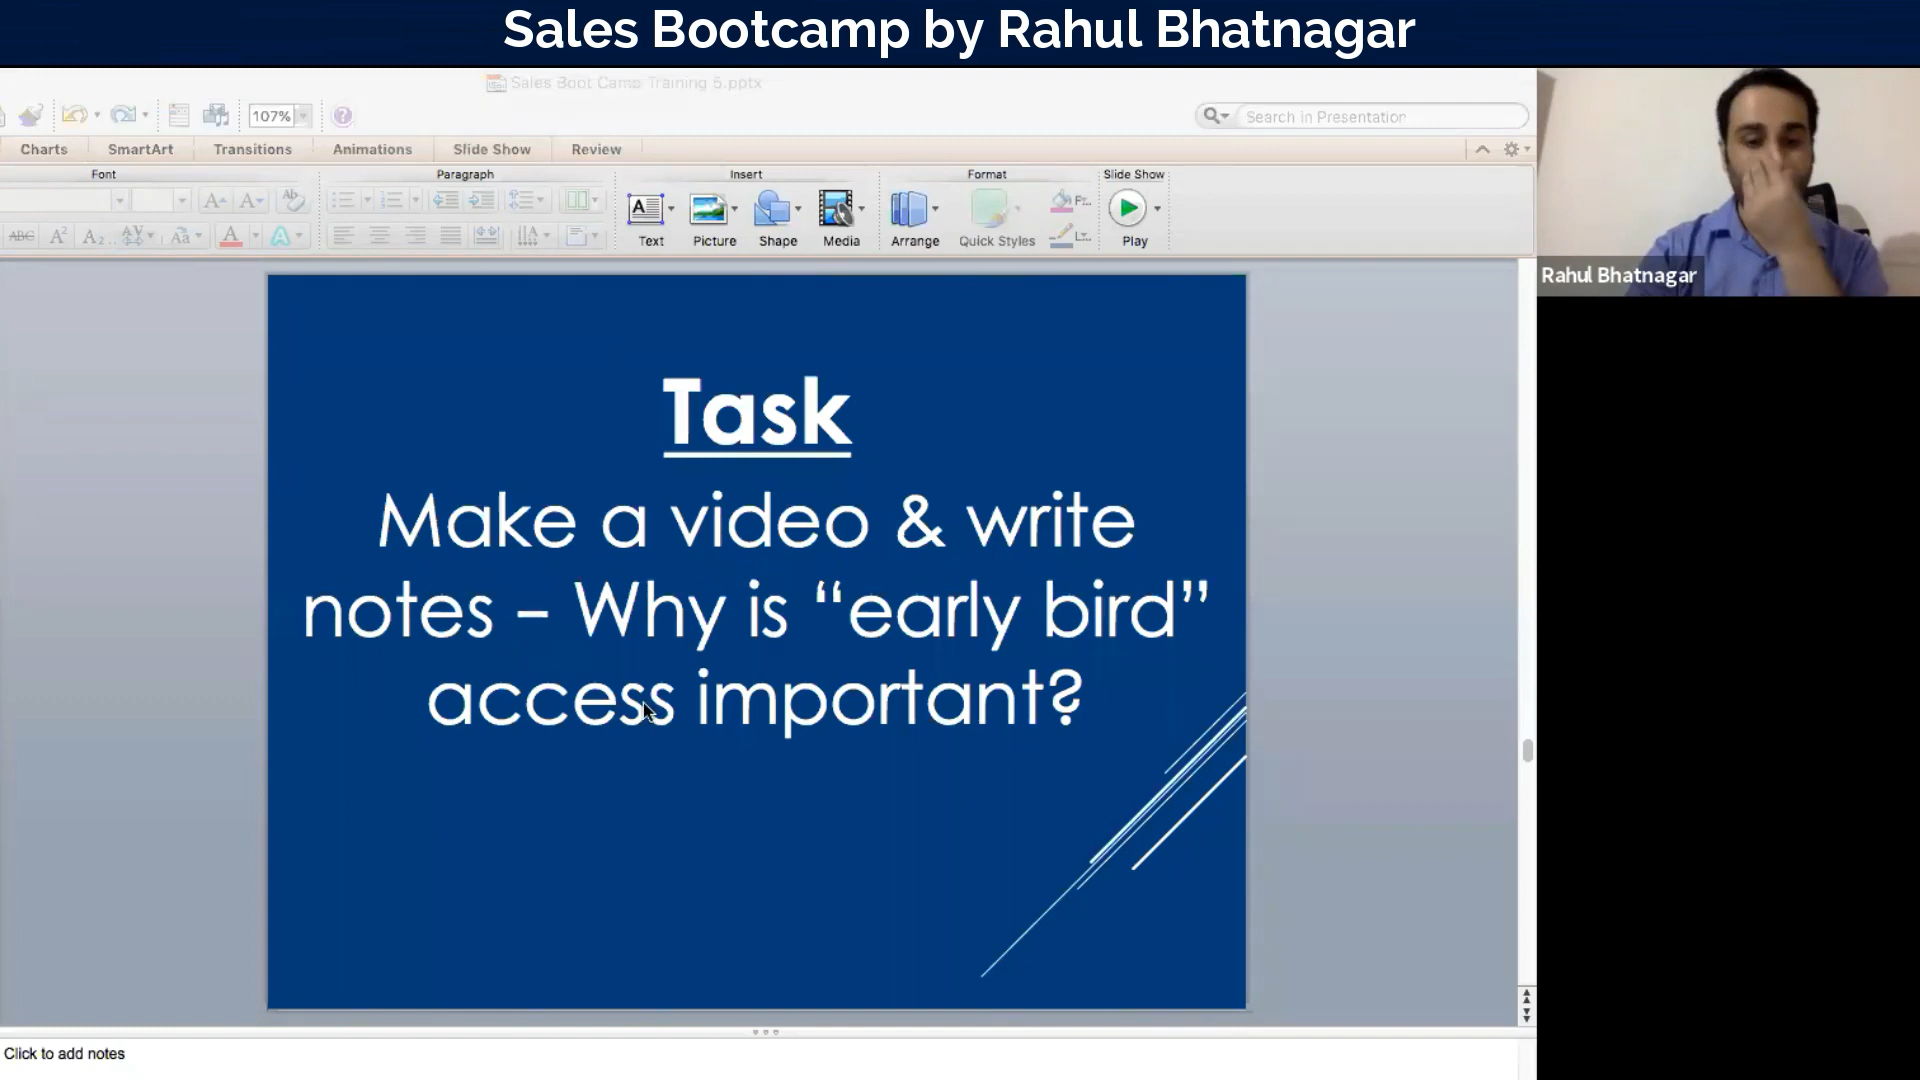 Sales Bootcamp by Rahul Bhatnagar
Sales Boot Camp Training 5.pptx
107%
Search in Presentation
Charts
SmartArt
Transitions
Animations
Slide Show
Review
Font
Paragraph
Insert
Format
Slide Show
ABC
Text
Picture
Shape
Media
Arrange
Quick Styles
Play
Rahul Bhatnagar
Task
Make a video & write
notes – Why is “early bird”
access important?
Click to add notes